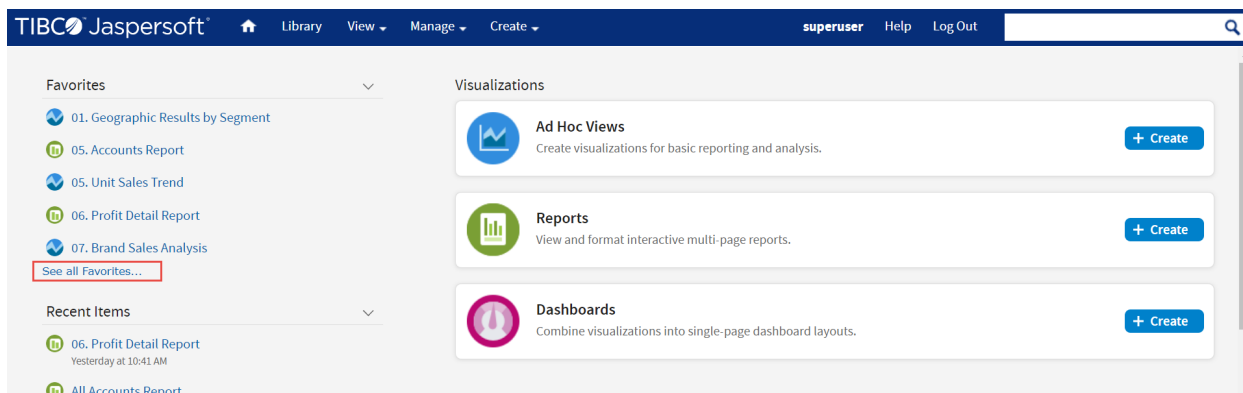 TIBCO Jaspersoft® Library View Manage Create superuser Help Log Out
Favorites
01. Geographic Results by Segment
05. Accounts Report
05. Unit Sales Trend
06. Profit Detail Report
07. Brand Sales Analysis
See all Favorites...
Recent Items
06. Profit Detail Report
Yesterday at 10:41 AM
All Accounts Report
Visualizations
Ad Hoc Views
Create visualizations for basic reporting and analysis.
+ Create
Reports
View and format interactive multi-page reports.
+ Create
Dashboards
Combine visualizations into single-page dashboard layouts.
+ Create